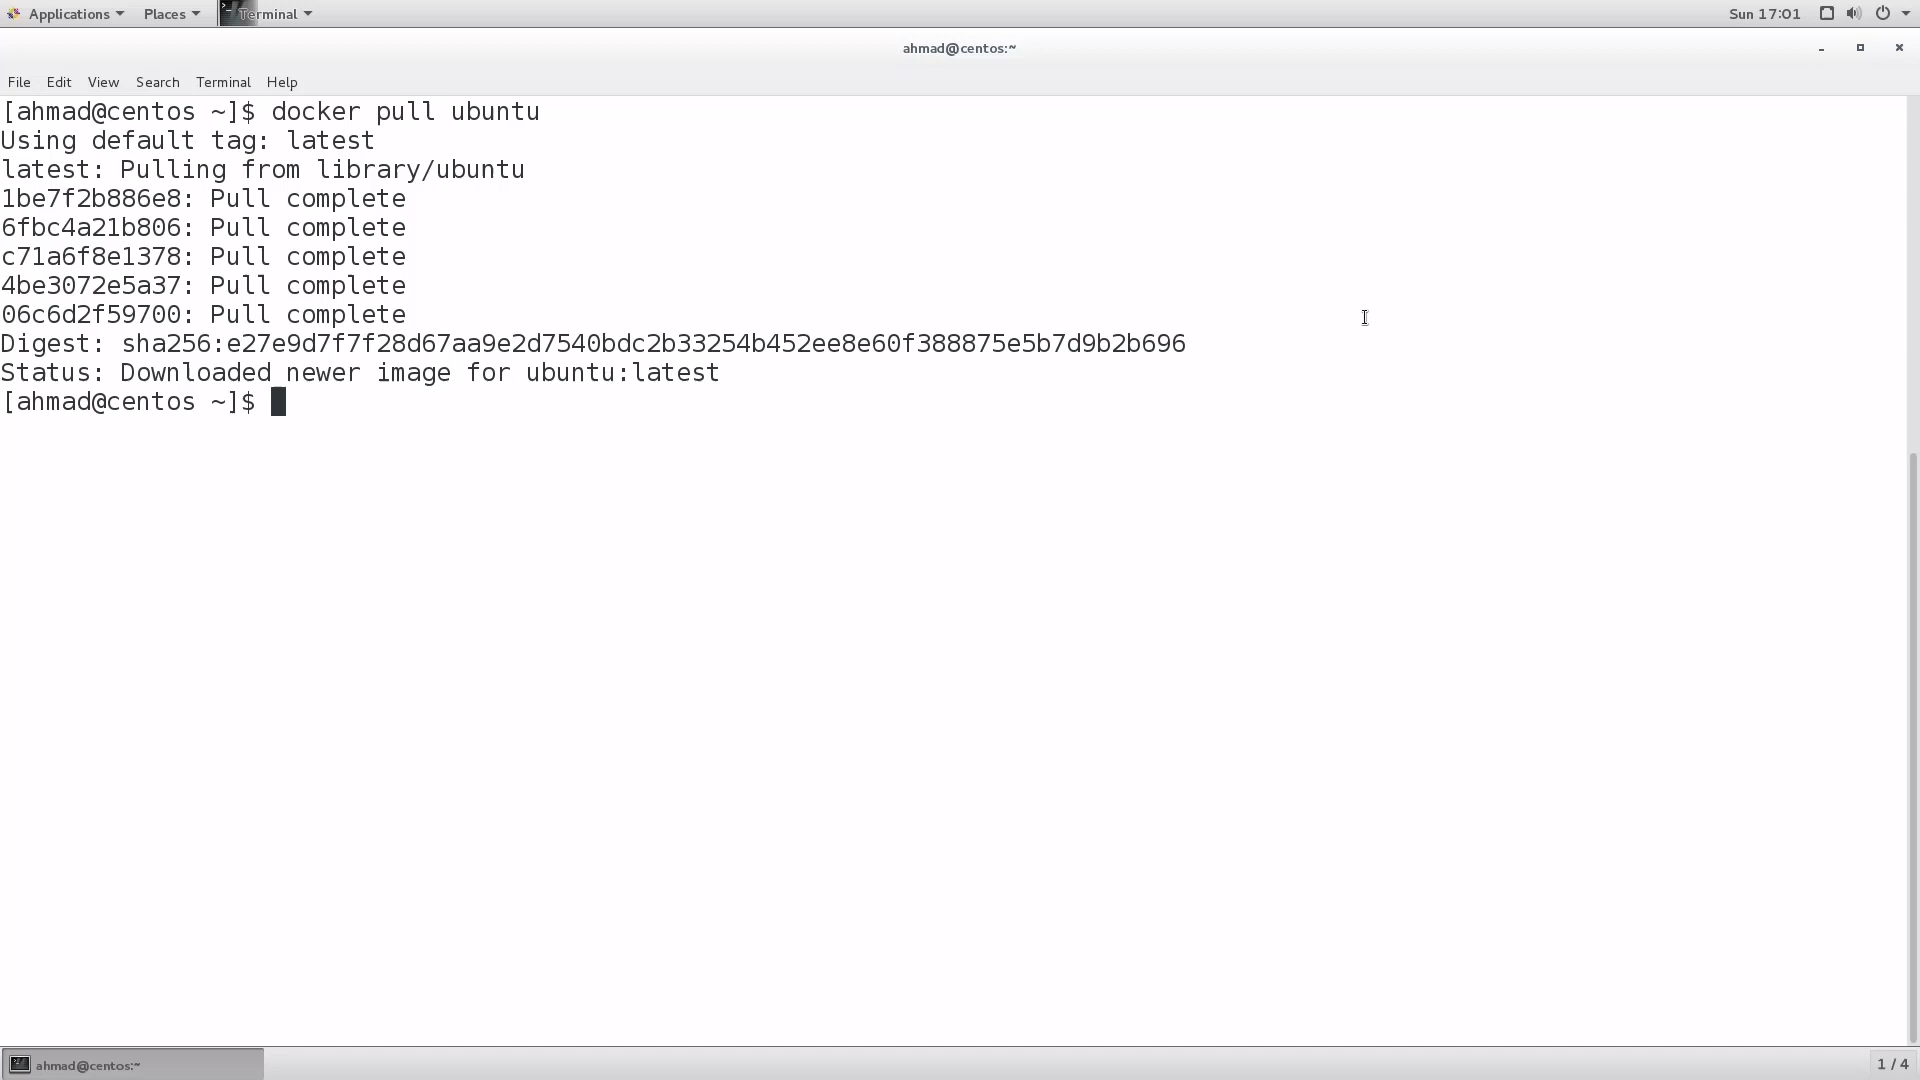 Applications Places Terminal Sun 17:01
ahmad@centos:~
File Edit View Search Terminal Help
[ahmad@centos ~]$ docker pull ubuntu
Using default tag: latest
latest: Pulling from library/ubuntu
1be7f2b886e8: Pull complete
6fbc4a21b806: Pull complete
c71a6f8e1378: Pull complete
4be3072e5a37: Pull complete
06c6d2f59700: Pull complete
Digest: sha256:e27e9d7f7f28d67aa9e2d7540bdc2b33254b452ee8e60f388875e5b7d9b2b696
Status: Downloaded newer image for ubuntu:latest
[ahmad@centos ~]$
ahmad@centos:~ 1 / 4